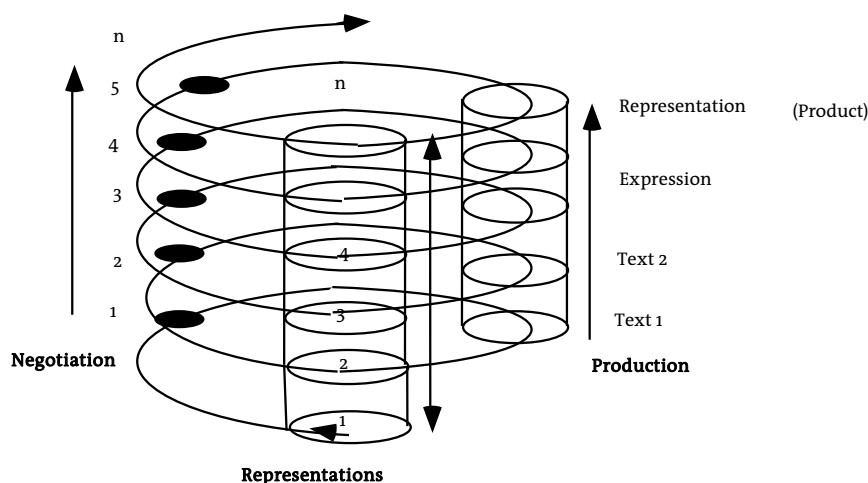 n
5
n
Representation (Product)
4
Expression
3
2
4
Text 2
1
3
Text 1
Negotiation
2
Production
1
Representations